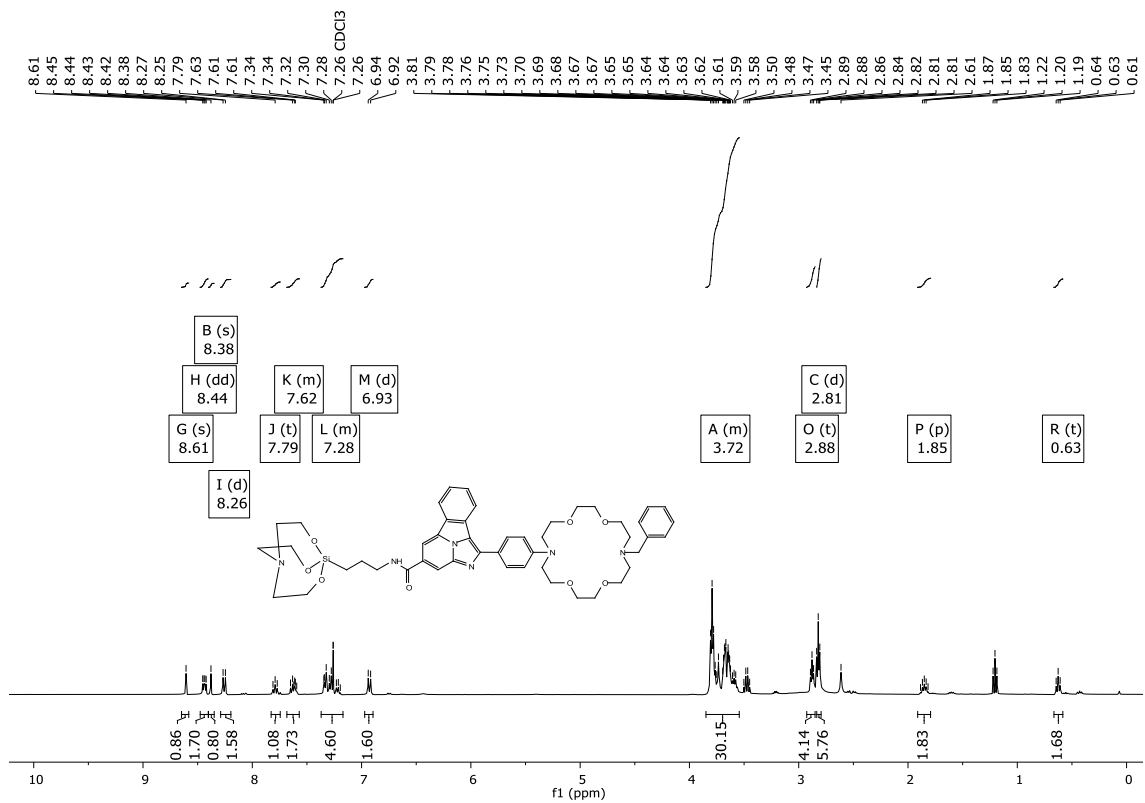 8.61 8.45 8.44 8.43 8.42 8.38 8.27 8.25 7.79 7.63 7.61 7.61 7.34 7.34 7.32 7.30 7.28 7.26 CDCl3 7.26 6.94 6.92 3.81 3.79 3.78 3.76 3.75 3.73 3.70 3.69 3.68 3.67 3.67 3.65 3.65 3.64 3.64 3.63 3.62 3.61 3.59 3.58 3.50 3.48 3.47 3.45 2.89 2.88 2.86 2.84 2.82 2.81 2.81 2.61 1.87 1.85 1.83 1.22 1.20 1.19 0.64 0.63 0.61
B (s)
8.38
H (dd)
8.44
K (m)
7.62
M (d)
6.93
C (d)
2.81
G (s)
8.61
J (t)
7.79
L (m)
7.28
A (m)
3.72
O (t)
2.88
P (p)
1.85
R (t)
0.63
I (d)
8.26
O
O
O
N
Si
O
O
NH
O
N
N
N
N
O
O
0.86 1.70 0.80 1.58 1.08 1.73 4.60 1.60 30.15 4.14 5.76 1.83 1.68
10 9 8 7 6 5 4 3 2 1 0
f1 (ppm)